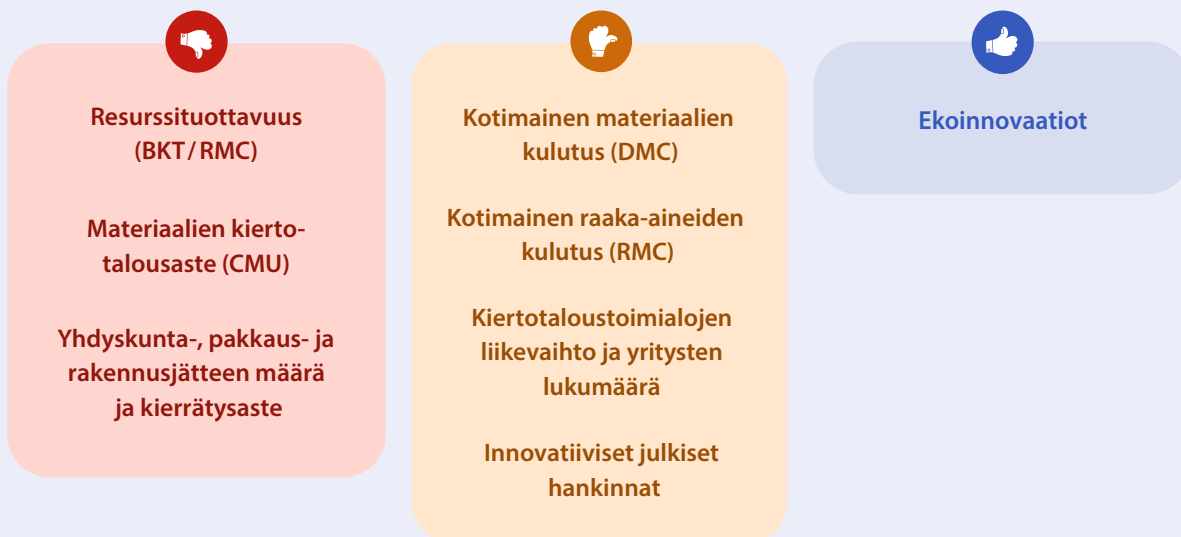 Resurssituottavuus
(BKT/RMC)
Materiaalien kierto-
talousaste (CMU)
Yhdyskunta-, pakkaus- ja
rakennusjätteen määrä
ja kierrätysaste
Kotimainen materiaalien
kulutus (DMC)
Kotimainen raaka-aineiden
kulutus (RMC)
Kiertotaloustoimialojen
liikevaihto ja yritysten
lukumäärä
Innovatiiviset julkiset
hankinnat
Ekoinnovaatiot